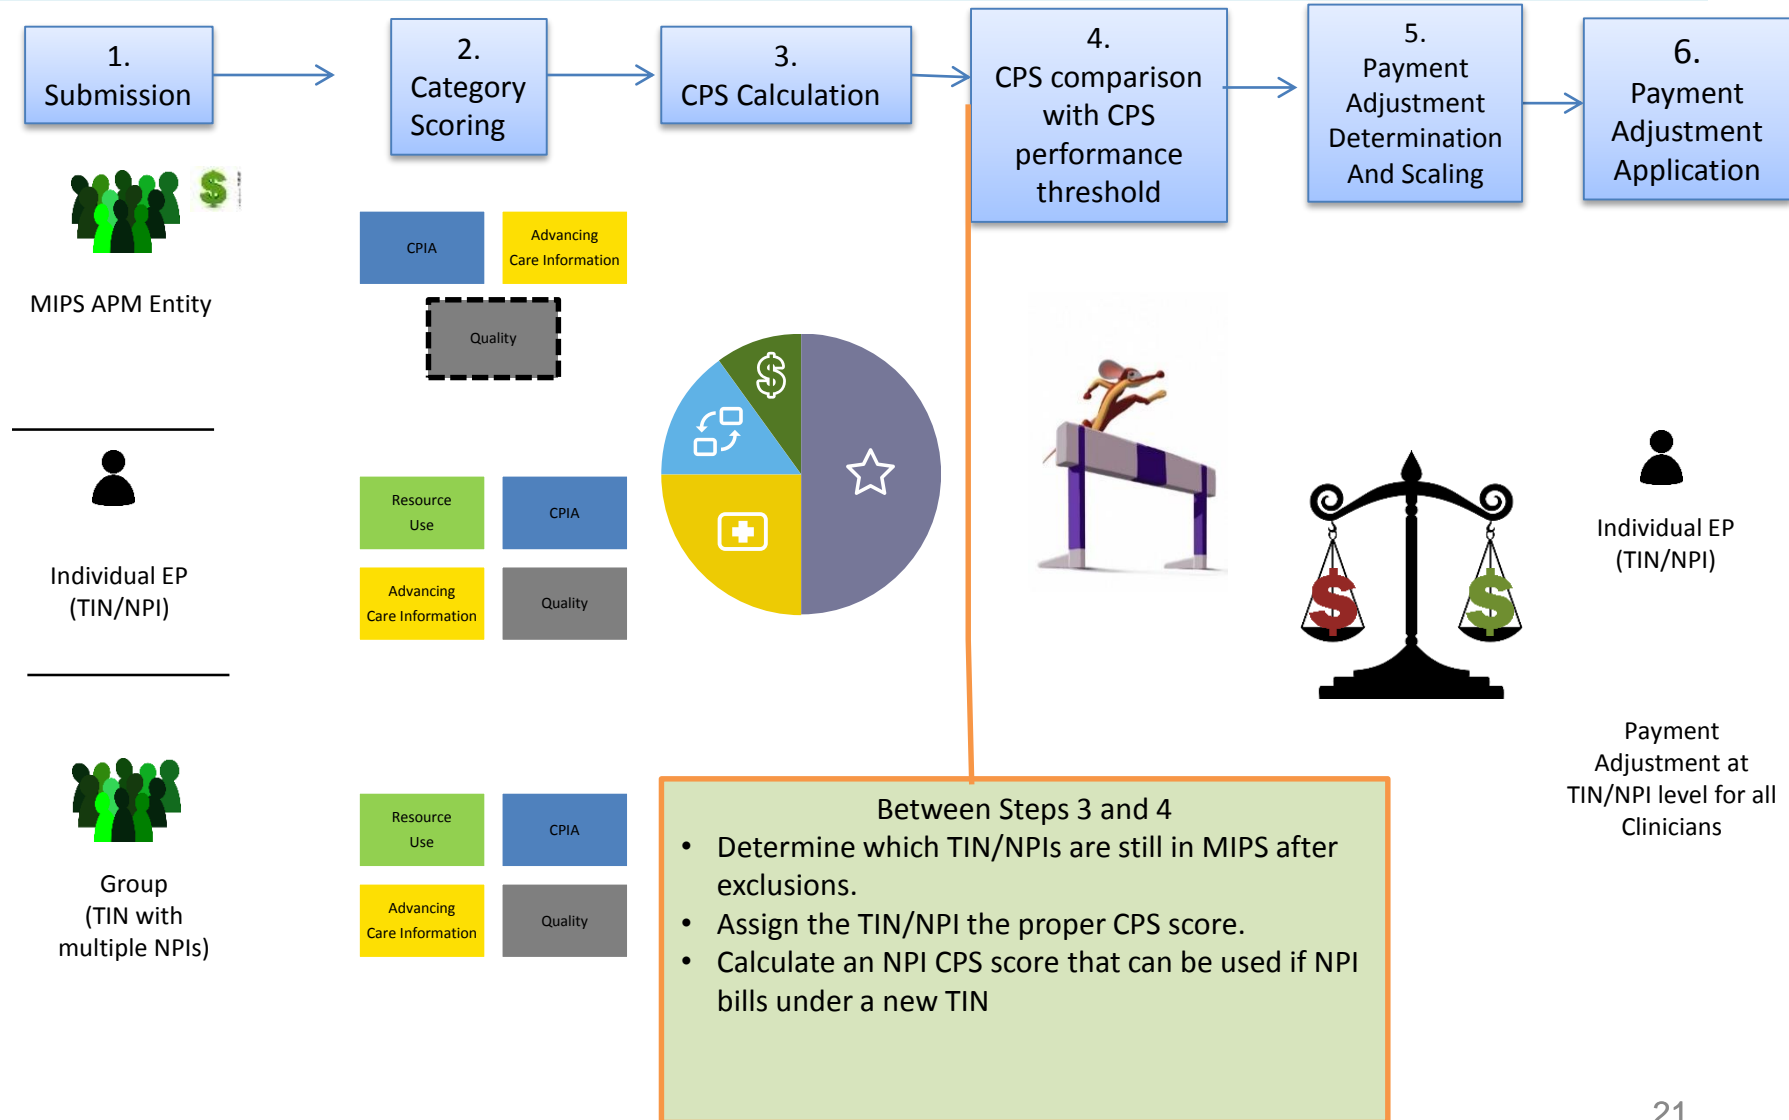 1.
Submission
2.
Category
Scoring
3.
CPS Calculation
4.
CPS comparison
with CPS
performance
threshold
5.
Payment
Adjustment
Determination
And Scaling
6.
Payment
Adjustment
Application
MIPS APM Entity
CPIA
Advancing
Care Information
Quality
Individual EP
(TIN/NPI)
Resource
Use
CPIA
Advancing
Care Information
Quality
Individual EP
(TIN/NPI)
Group
(TIN with
multiple NPIs)
Resource
Use
CPIA
Advancing
Care Information
Quality
Between Steps 3 and 4
• Determine which TIN/NPIs are still in MIPS after
exclusions.
• Assign the TIN/NPI the proper CPS score.
• Calculate an NPI CPS score that can be used if NPI
bills under a new TIN
Payment
Adjustment at
TIN/NPI level for all
Clinicians
21